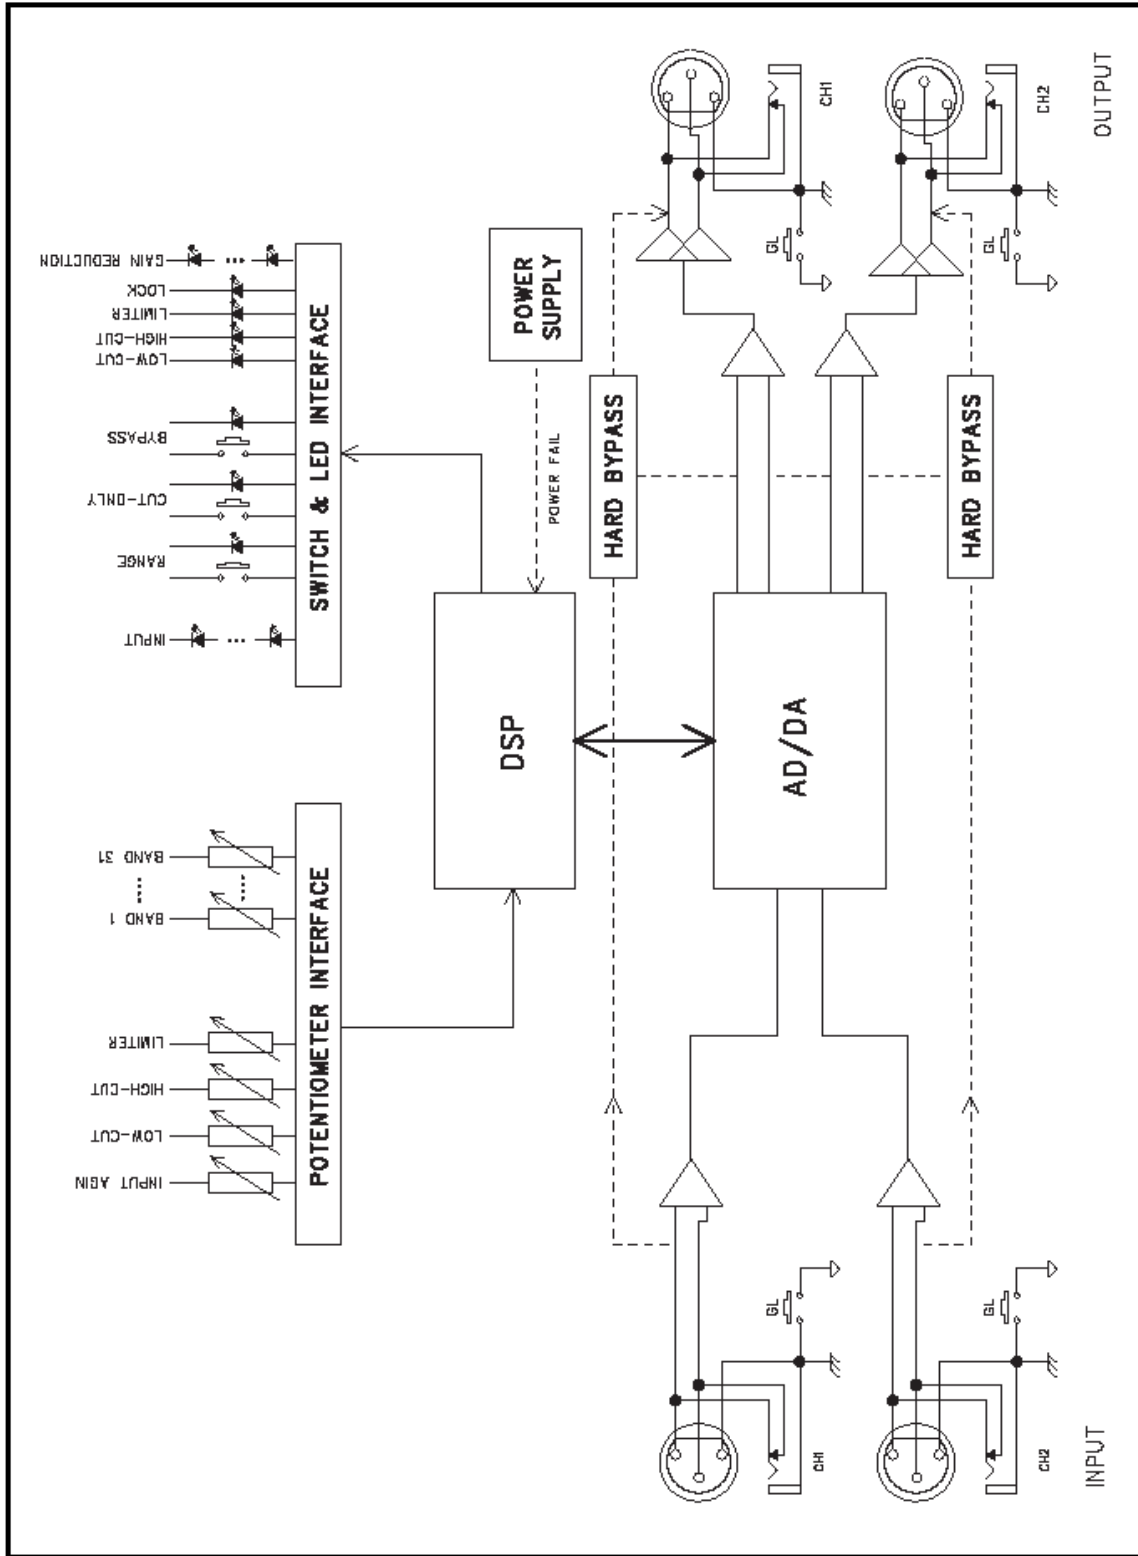 INPUT AGIN
LOW-CUT
HIGH-CUT
LIMITER
BAND 1
BAND 31
INPUT
RANGE
CUT-ONLY
BYPASS
LOW-CUT
HIGH-CUT
LIMITER
LOCK
GAIN REDUCTION
POTENTIOMETER INTERFACE
SWITCH & LED INTERFACE
DSP
POWER FAIL
POWER
SUPPLY
HARD BYPASS
AD/DA
HARD BYPASS
GL
CH1
GL
CH1
GL
CH2
GL
CH2
INPUT
OUTPUT